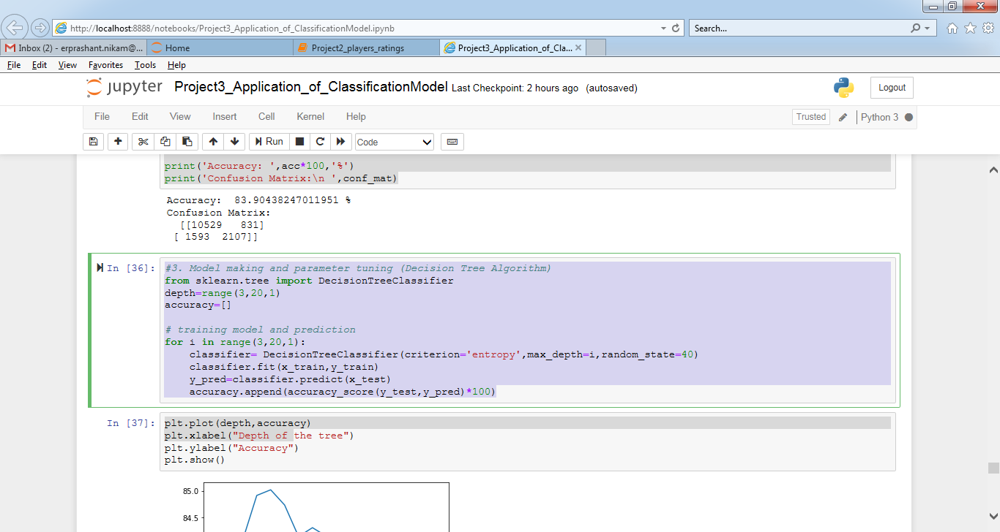 http://localhost:8888/notebooks/Project3_Application_of_ClassificationModel.ipynb
Search...
Inbox (2) - erprashant.nikam@...
Home
Project2_players_ratings
Project3_Application_of_Cla...
File Edit View Favorites Tools Help
jupyter Project3_Application_of_ClassificationModel Last Checkpoint: 2 hours ago (autosaved)
Logout
File Edit View Insert Cell Kernel Help
Trusted
Python 3
Run
Code
print('Accuracy: ',acc*100,'%')
print('Confusion Matrix:\n ',conf_mat)
Accuracy:  83.90438247011951 %
Confusion Matrix:
  [[10529   831]
 [ 1593  2107]]
In [36]:
#3. Model making and parameter tuning (Decision Tree Algorithm)
from sklearn.tree import DecisionTreeClassifier
depth=range(3,20,1)
accuracy=[]
# training model and prediction
for i in range(3,20,1):
    classifier= DecisionTreeClassifier(criterion='entropy',max_depth=i,random_state=40)
    classifier.fit(x_train,y_train)
    y_pred=classifier.predict(x_test)
    accuracy.append(accuracy_score(y_test,y_pred)*100)
In [37]:
plt.plot(depth,accuracy)
plt.xlabel("Depth of the tree")
plt.ylabel("Accuracy")
plt.show()
85.0
84.5